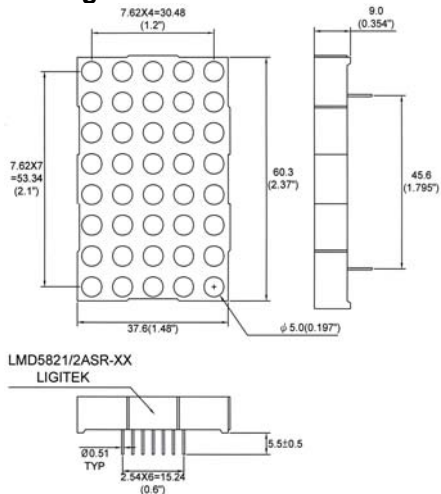 7.62X4=30.48
(1.2")
9.0
(0.354")
7.62X7
=53.34
(2.1")
60.3
(2.37")
45.6
(1.795")
37.6(1.48")
ϕ5.0(0.197")
LMD5821/2ASR-XX
LIGITEK
Ø0.51
TYP
2.54X6=15.24
(0.6")
5.5±0.5